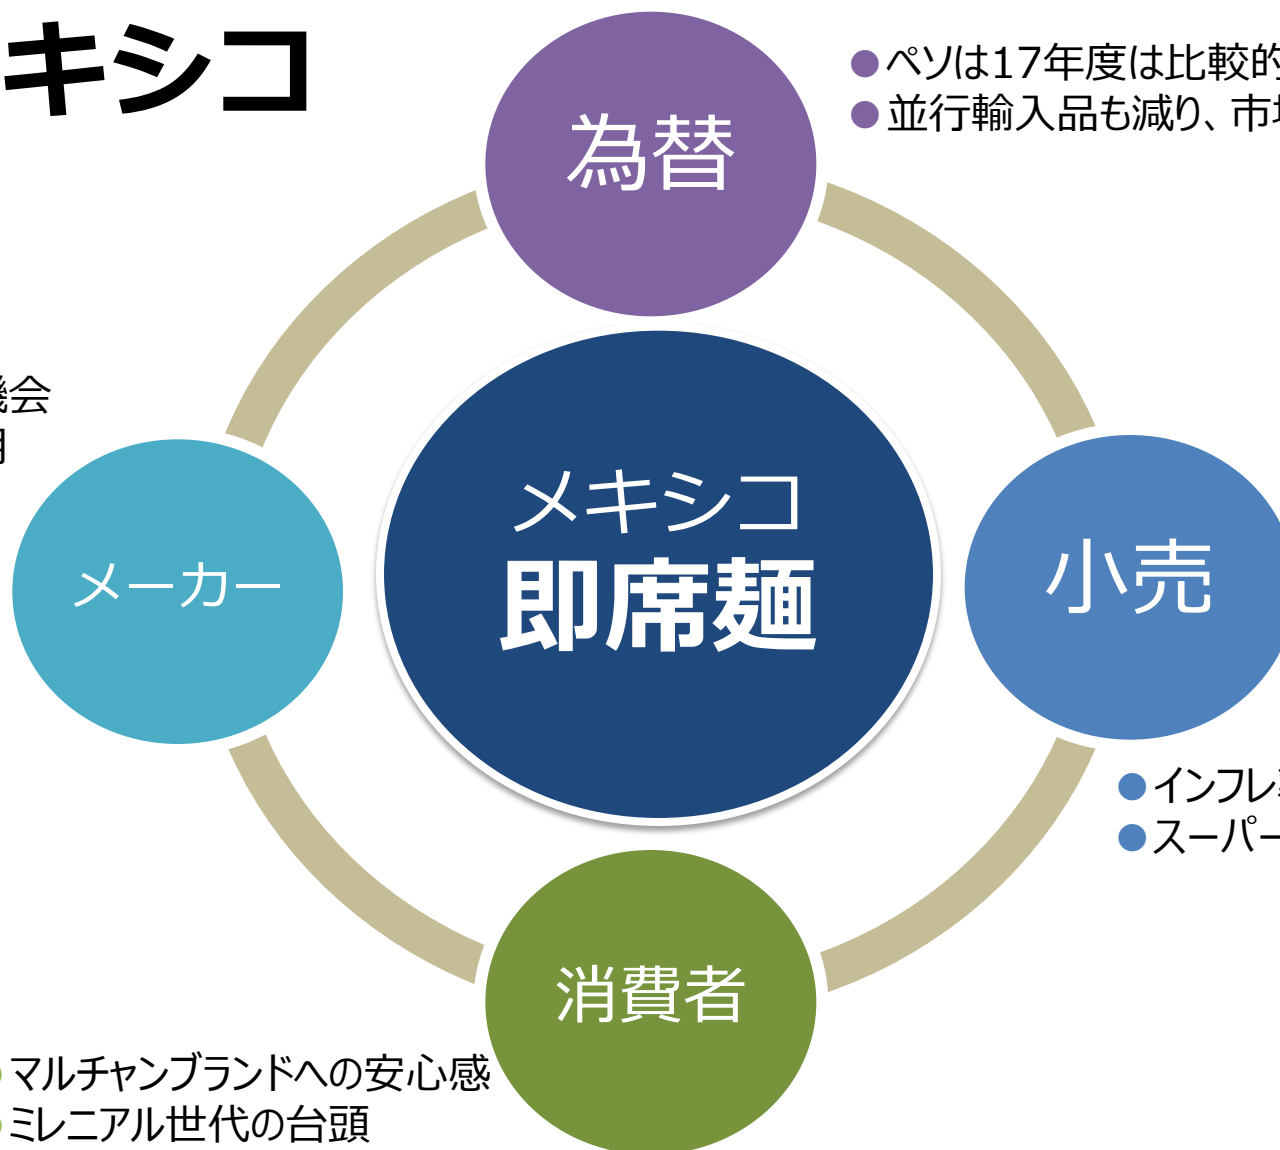 キシコ
●ペソは17年度は比較的
●並行輸入品も減り、市
為替
会
メキシコ
即席麺
メーカー
小売
●インフレ
●スーパー
消費者
マルチャンブランドへの安心感
ミレニアル世代の台頭